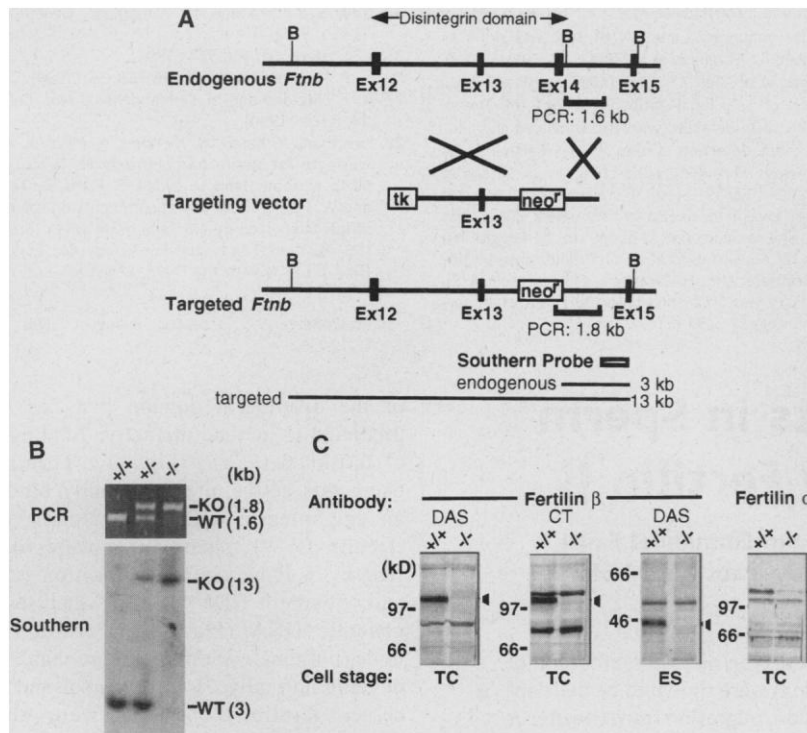 A
Disintegrin domain
B B B
Endogenous Ftnb
Ex12 Ex13 Ex14 Ex15
PCR: 1.6 kb
Targeting vector
tk neoʳ
Ex13
B B
Targeted Ftnb
neoʳ
Ex12 Ex13 Ex15
PCR: 1.8 kb
Southern Probe
endogenous 3 kb
targeted 13 kb
B
+/+ +/- -/- (kb)
PCR
KO (1.8)
WT (1.6)
Southern
KO (13)
WT (3)
C
Antibody: Fertilin β Fertilin α
DAS CT DAS
+/+ -/- +/+ -/- +/+ -/- +/+ -/-
(kD)
97
66
97
66
66
46
97
66
Cell stage: TC TC ES TC